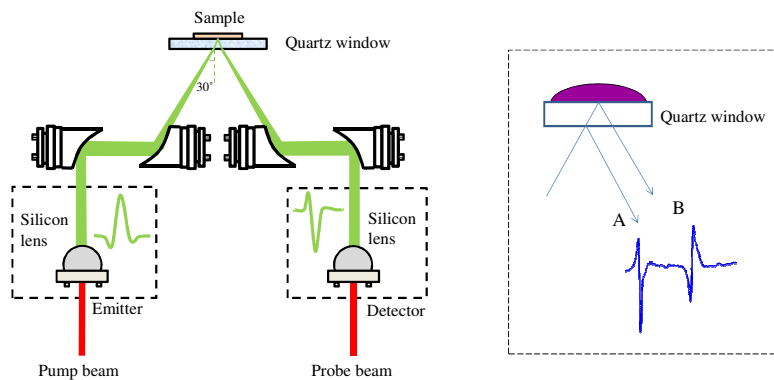 Sample
Quartz window
30°
Silicon
lens
Silicon
lens
Emitter
Detector
Pump beam
Probe beam
Quartz window
A
B